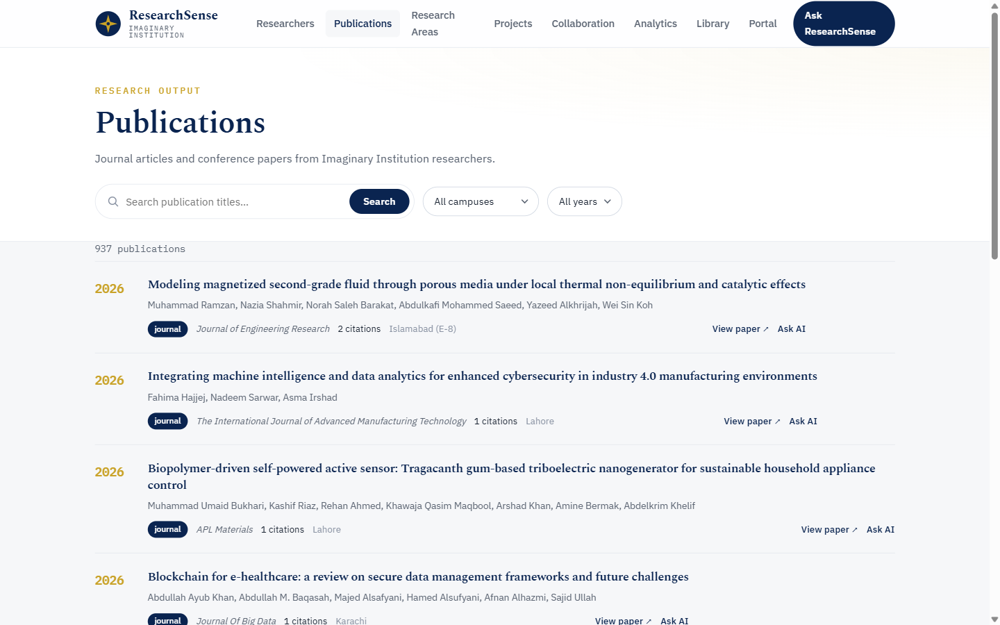 ResearchSense
IMAGINARY
INSTITUTION
Researchers
Publications
Research
Areas
Projects
Collaboration
Analytics
Library
Portal
Ask
ResearchSense
RESEARCH OUTPUT
Publications
Journal articles and conference papers from Imaginary Institution researchers.
Search publication titles...
Search
All campuses
All years
937 publications
2026
Modeling magnetized second-grade fluid through porous media under local thermal non-equilibrium and catalytic effects
Muhammad Ramzan, Nazia Shahmir, Norah Saleh Barakat, Abdulkafi Mohammed Saeed, Yazeed Alkhrijah, Wei Sin Koh
journal Journal of Engineering Research 2 citations Islamabad (E-8) View paper ↗ Ask AI
2026
Integrating machine intelligence and data analytics for enhanced cybersecurity in industry 4.0 manufacturing environments
Fahima Hajjej, Nadeem Sarwar, Asma Irshad
journal The International Journal of Advanced Manufacturing Technology 1 citations Lahore View paper ↗ Ask AI
2026
Biopolymer-driven self-powered active sensor: Tragacanth gum-based triboelectric nanogenerator for sustainable household appliance
control
Muhammad Umaid Bukhari, Kashif Riaz, Rehan Ahmed, Khawaja Qasim Maqbool, Arshad Khan, Amine Bermak, Abdelkrim Khelif
journal APL Materials 1 citations Lahore View paper ↗ Ask AI
2026
Blockchain for e-healthcare: a review on secure data management frameworks and future challenges
Abdullah Ayub Khan, Abdullah M. Baqasah, Majed Alsafyani, Hamed Alsufyani, Afnan Alhazmi, Sajid Ullah
journal Journal Of Big Data 1 citations Karachi View paper ↗ Ask AI